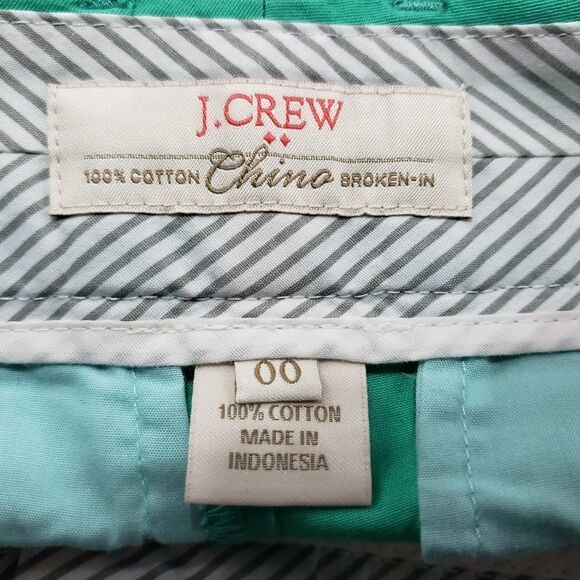 J.CREW
100% COTTON Chino BROKEN-IN
00
100% COTTON
MADE IN
INDONESIA